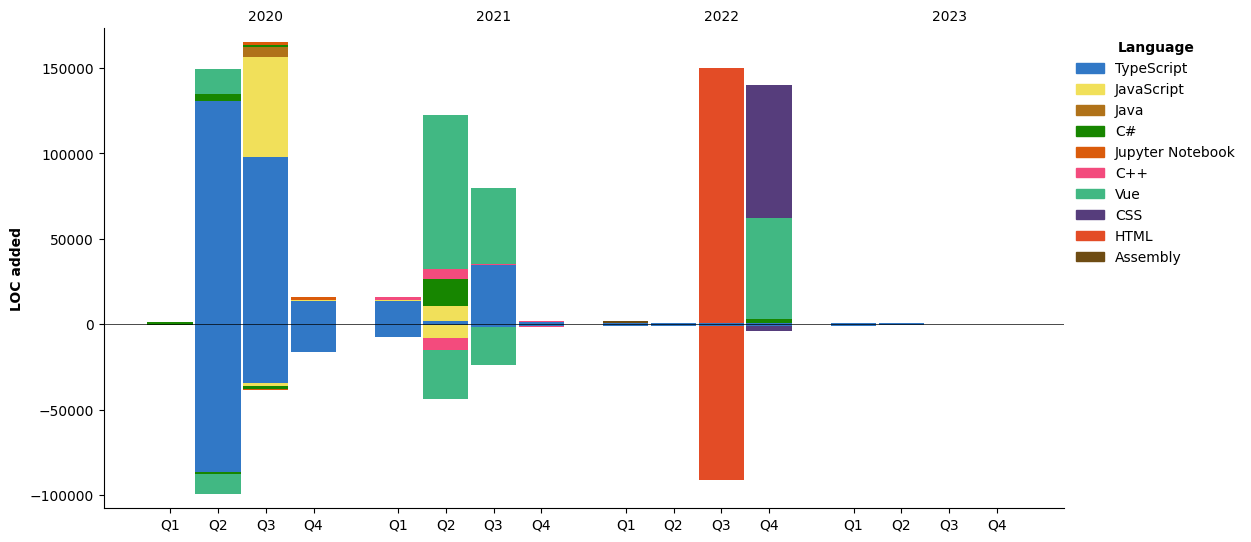 2020 2021 2022 2023
LOC added
150000
100000
50000
0
−50000
−100000
Q1 Q2 Q3 Q4 Q1 Q2 Q3 Q4 Q1 Q2 Q3 Q4 Q1 Q2 Q3 Q4
Language
TypeScript
JavaScript
Java
C#
Jupyter Notebook
C++
Vue
CSS
HTML
Assembly